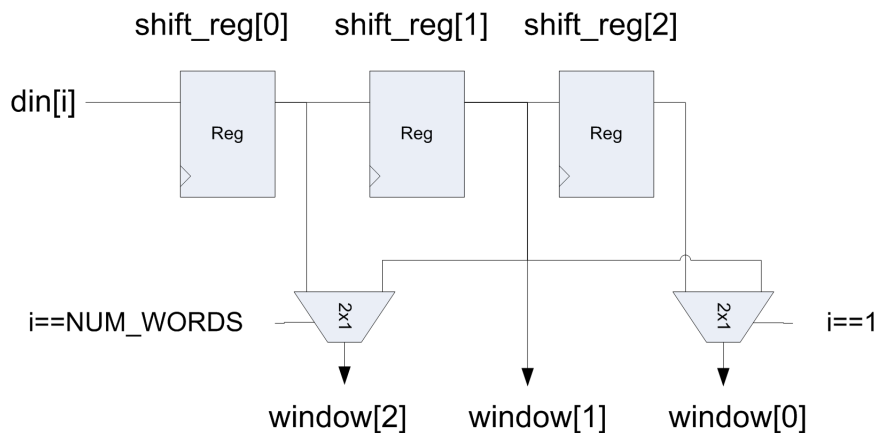 shift_reg[0] shift_reg[1] shift_reg[2]
din[i]
Reg Reg Reg
i==NUM_WORDS 2x1 2x1 i==1
window[2] window[1] window[0]